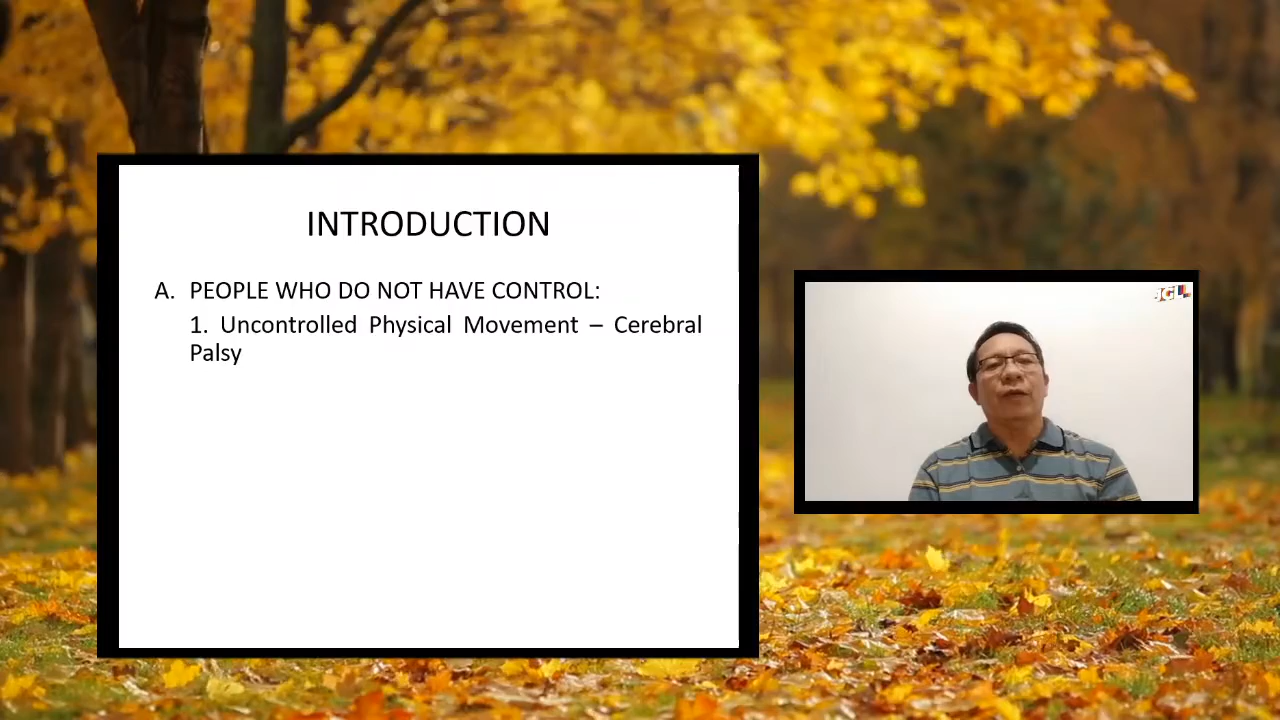 INTRODUCTION
A. PEOPLE WHO DO NOT HAVE CONTROL:
1. Uncontrolled Physical Movement – Cerebral
Palsy